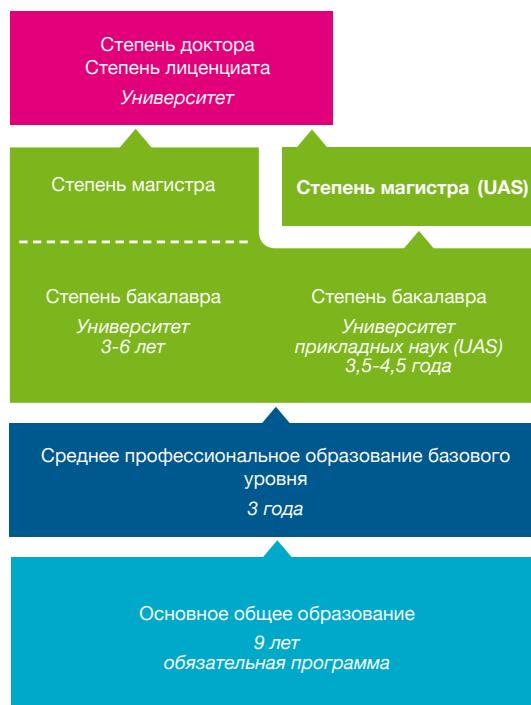 Степень доктора
Степень лиценциата
Университет
Степень магистра
Степень магистра (UAS)
Степень бакалавра
Университет
3-6 лет
Степень бакалавра
Университет
прикладных наук (UAS)
3,5-4,5 года
Среднее профессиональное образование базового
уровня
3 года
Основное общее образование
9 лет
обязательная программа